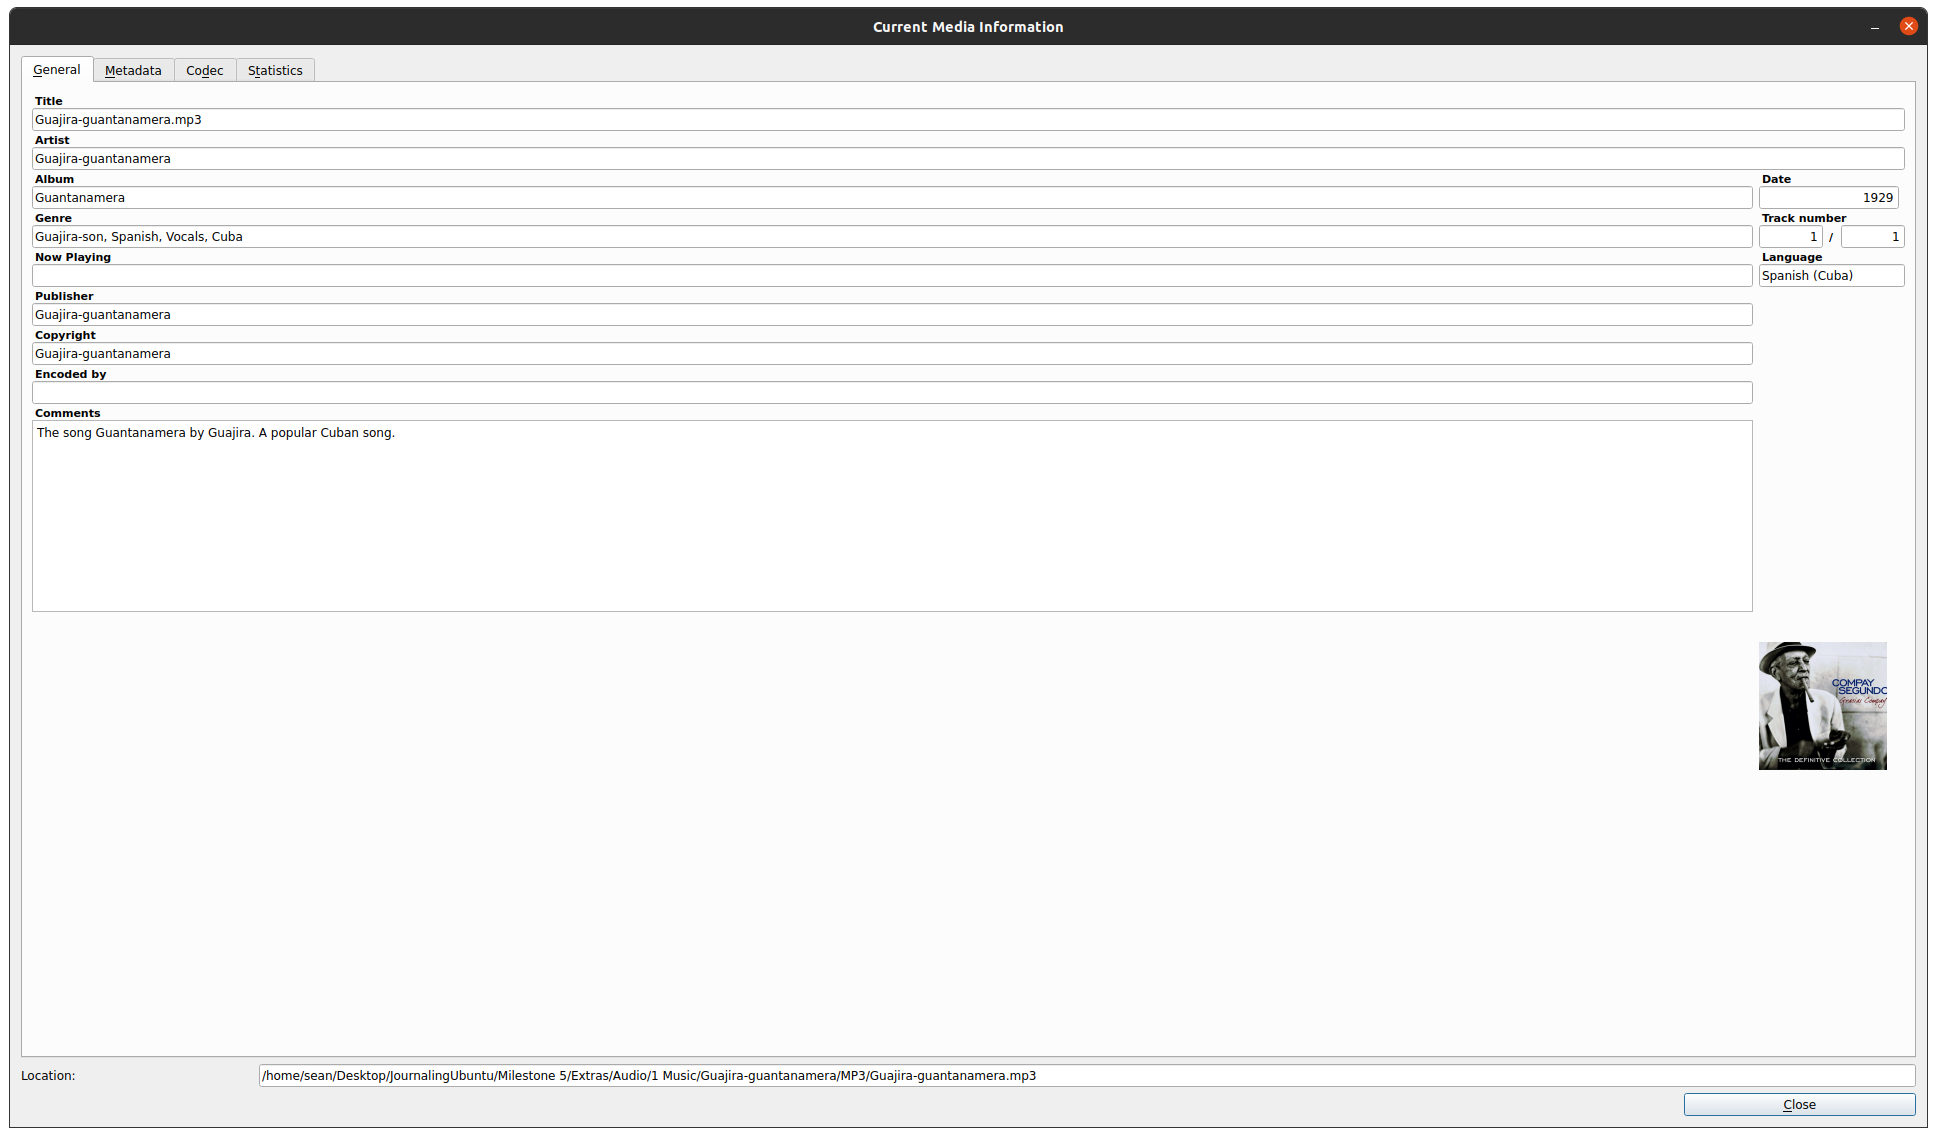 Current Media Information
General Metadata Codec Statistics
Title
Guajira-guantanamera.mp3
Artist
Guajira-guantanamera
Album Date
Guantanamera 1929
Genre Track number
Guajira-son, Spanish, Vocals, Cuba 1 / 1
Now Playing Language
Spanish (Cuba)
Publisher
Guajira-guantanamera
Copyright
Guajira-guantanamera
Encoded by
Comments
The song Guantanamera by Guajira. A popular Cuban song.
COMPAY
SEGUNDO
Gracias Compay
THE DEFINITIVE COLLECTION
Location: /home/sean/Desktop/JournalingUbuntu/Milestone 5/Extras/Audio/1 Music/Guajira-guantanamera/MP3/Guajira-guantanamera.mp3
Close